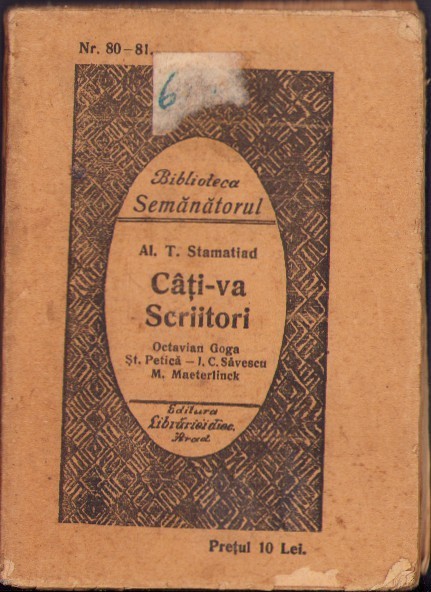 Nr. 80-81.
6
Biblioteca
Semănătorul
Al. T. Stamatiad
Câți-va
Scriitori
Octavian Goga
Șt. Petică – I. C. Săvescu
M. Maeterlinck
Editura
Librăriei diec.
Arad.
Prețul 10 Lei.